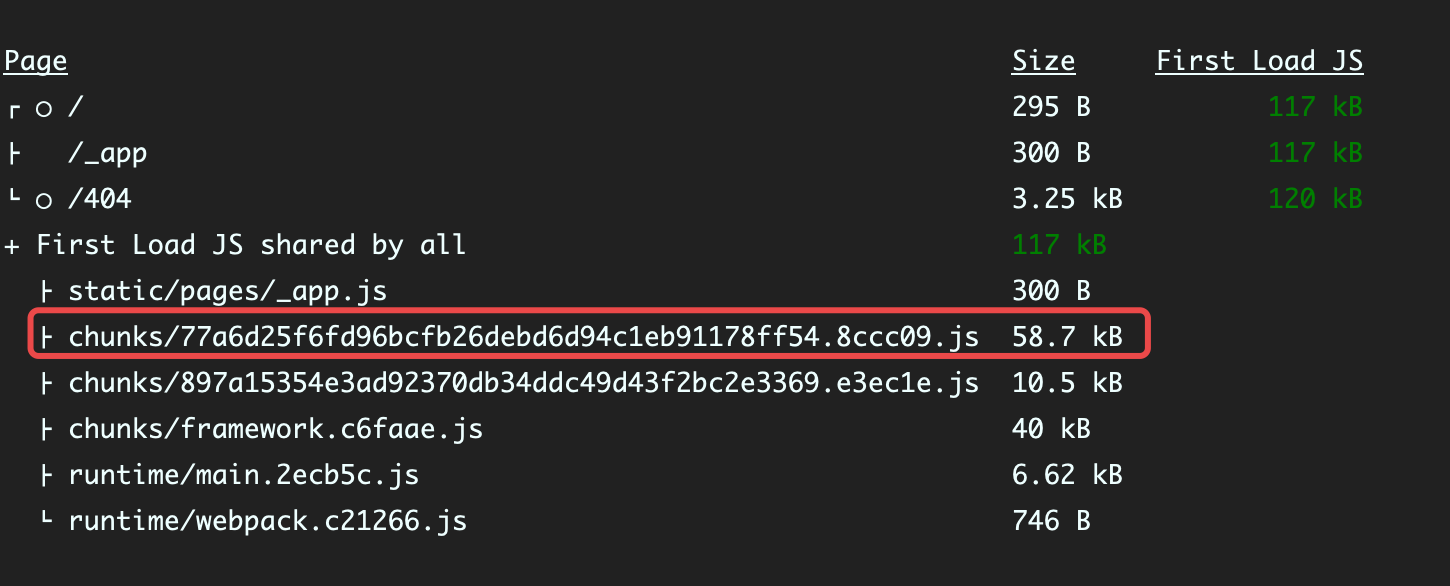 Page Size First Load JS
┌ ○ / 295 B 117 kB
├ /_app 300 B 117 kB
└ ○ /404 3.25 kB 120 kB
+ First Load JS shared by all 117 kB
├ static/pages/_app.js 300 B
├ chunks/77a6d25f6fd96bcfb26debd6d94c1eb91178ff54.8ccc09.js 58.7 kB
├ chunks/897a15354e3ad92370db34ddc49d43f2bc2e3369.e3ec1e.js 10.5 kB
├ chunks/framework.c6faae.js 40 kB
├ runtime/main.2ecb5c.js 6.62 kB
└ runtime/webpack.c21266.js 746 B